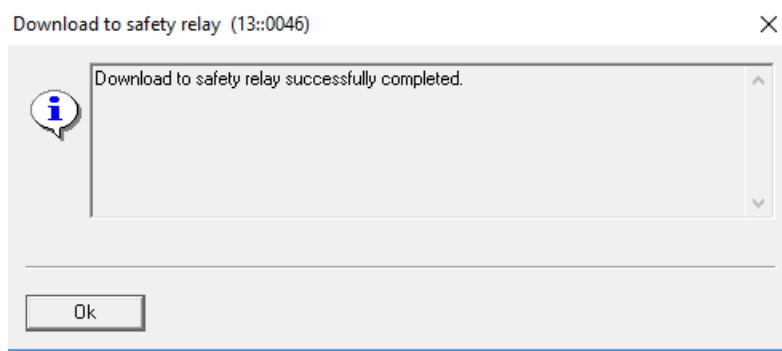 Download to safety relay (13::0046)
Download to safety relay successfully completed.
Ok